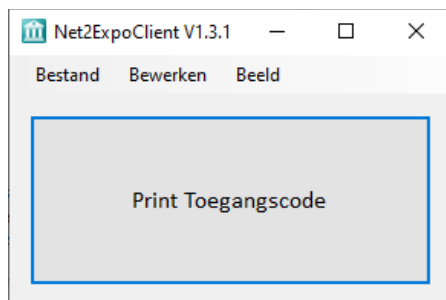 Net2ExpoClient V1.3.1
Bestand Bewerken Beeld
Print Toegangscode